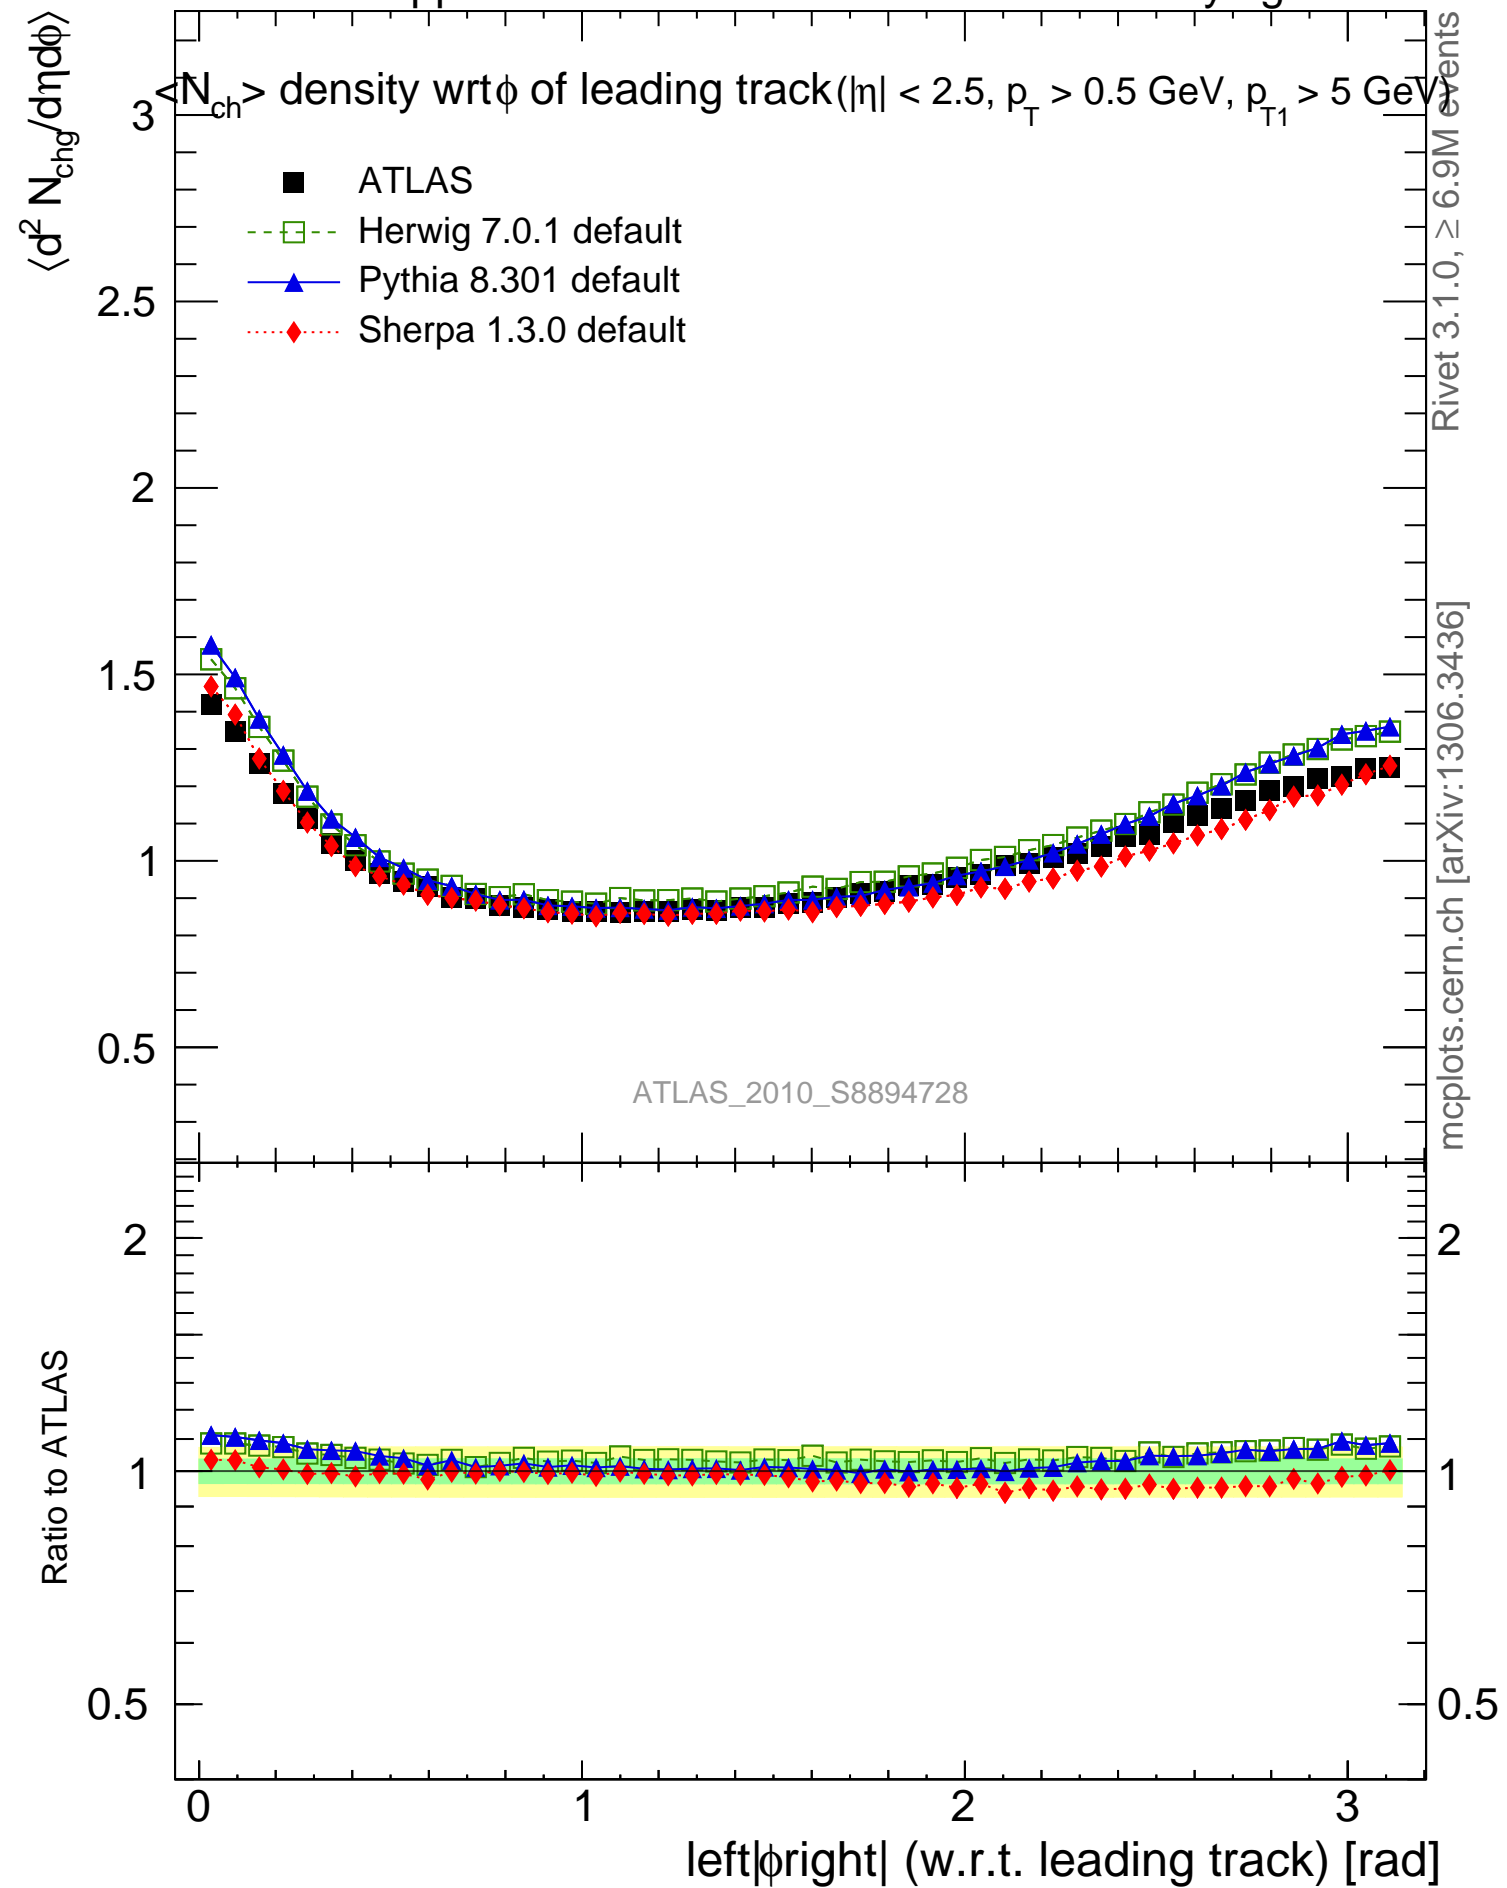 <N_ch> density wrt ϕ of leading track (|η| < 2.5, p_T > 0.5 GeV, p_T1 > 5 GeV)
⟨d² N_chg/dηdϕ⟩
ATLAS
Herwig 7.0.1 default
Pythia 8.301 default
Sherpa 1.3.0 default
3
2.5
2
1.5
1
0.5
ATLAS_2010_S8894728
Rivet 3.1.0, ≥ 6.9M events
mcplots.cern.ch [arXiv:1306.3436]
Ratio to ATLAS
2
1
0.5
2
1
0.5
0 1 2 3
left|ϕright| (w.r.t. leading track) [rad]